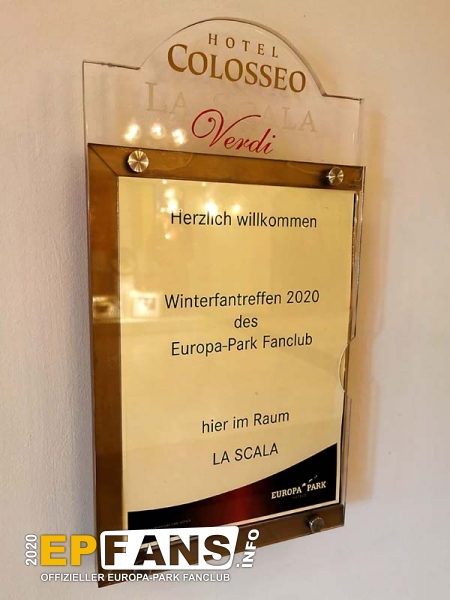 HOTEL
COLOSSEO
LA SCALA
Verdi
Herzlich willkommen
Winterfantreffen 2020
des
Europa-Park Fanclub
hier im Raum
LA SCALA
EUROPA PARK
2020
EPFANS.INFO
OFFIZIELLER EUROPA-PARK FANCLUB